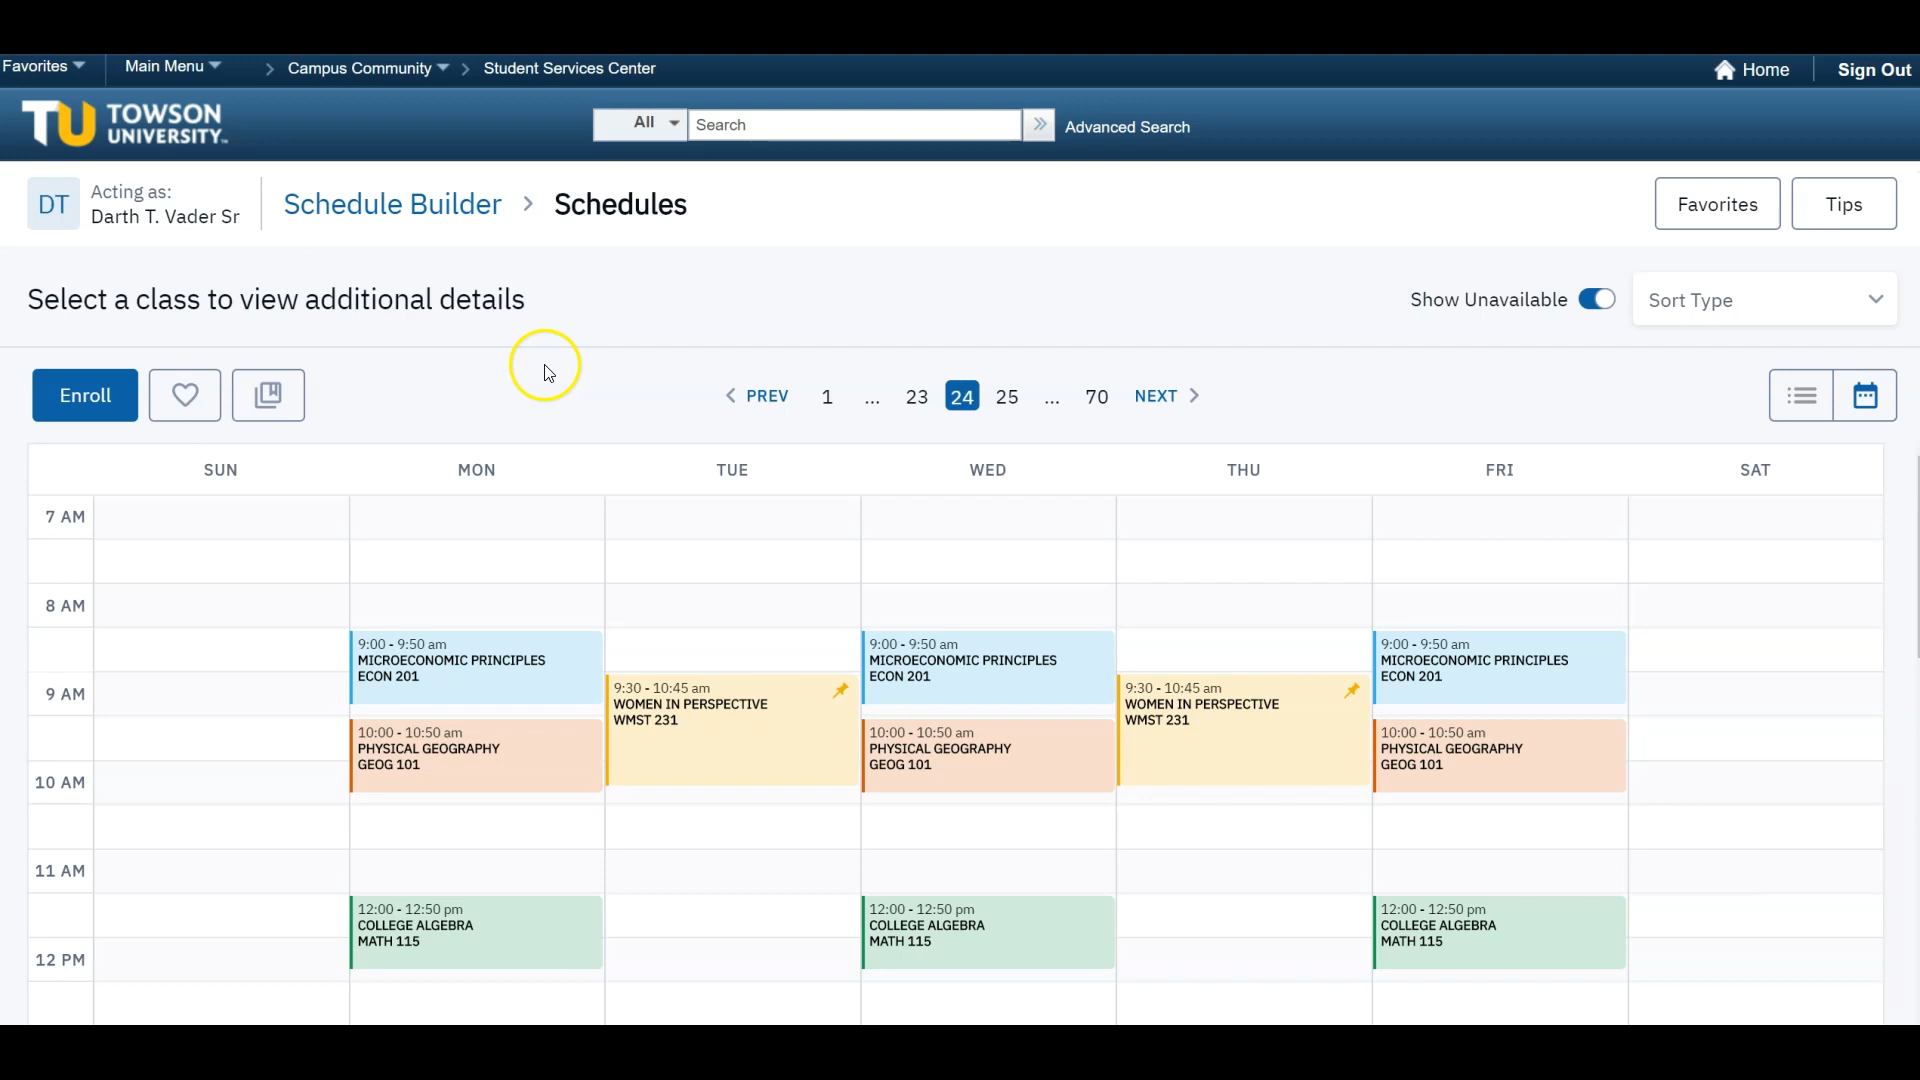 Favorites
Main Menu
> Campus Community > Student Services Center
Home
Sign Out
TU TOWSON
UNIVERSITY™
All
Search
Advanced Search
DT
Acting as:
Darth T. Vader Sr
Schedule Builder > Schedules
Favorites
Tips
Select a class to view additional details
Show Unavailable
Sort Type
Enroll
< PREV 1 ... 23 24 25 ... 70 NEXT >
SUN MON TUE WED THU FRI SAT
7 AM
8 AM
9 AM
10 AM
11 AM
12 PM
9:00 - 9:50 am
MICROECONOMIC PRINCIPLES
ECON 201
10:00 - 10:50 am
PHYSICAL GEOGRAPHY
GEOG 101
12:00 - 12:50 pm
COLLEGE ALGEBRA
MATH 115
9:30 - 10:45 am
WOMEN IN PERSPECTIVE
WMST 231
9:00 - 9:50 am
MICROECONOMIC PRINCIPLES
ECON 201
10:00 - 10:50 am
PHYSICAL GEOGRAPHY
GEOG 101
12:00 - 12:50 pm
COLLEGE ALGEBRA
MATH 115
9:30 - 10:45 am
WOMEN IN PERSPECTIVE
WMST 231
9:00 - 9:50 am
MICROECONOMIC PRINCIPLES
ECON 201
10:00 - 10:50 am
PHYSICAL GEOGRAPHY
GEOG 101
12:00 - 12:50 pm
COLLEGE ALGEBRA
MATH 115